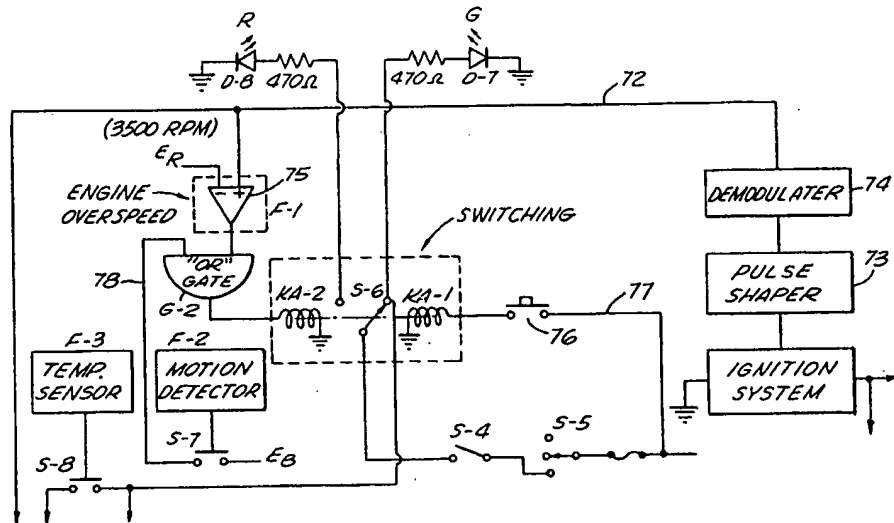 R
G
D-8
470Ω
470Ω
D-7
72
(3500 RPM)
ER
75
ENGINE
OVERSPEED
F-1
DEMODULATER
74
SWITCHING
78
"OR"
GATE
G-2
KA-2
S-6
KA-1
PULSE
SHAPER
73
77
76
F-3
TEMP.
SENSOR
F-2
MOTION
DETECTOR
IGNITION
SYSTEM
S-7
EB
S-4
S-5
S-8